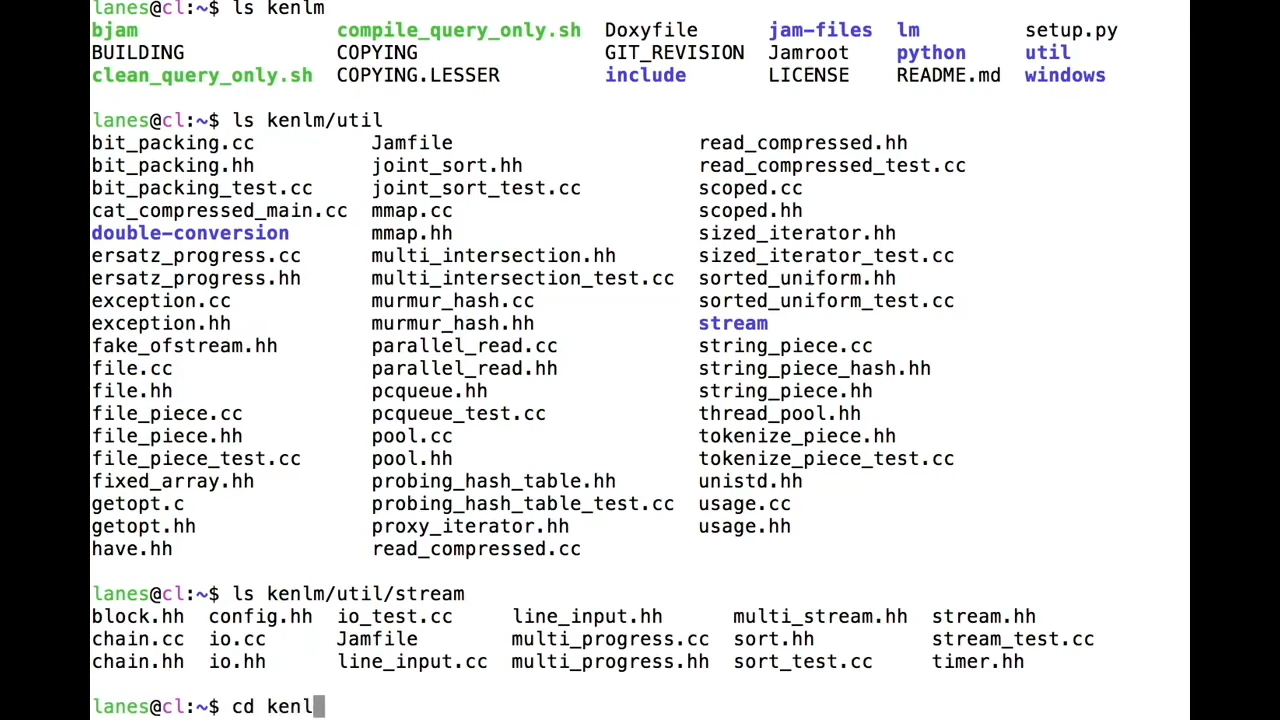 lanes@cl:~$ ls kenlm
bjam compile_query_only.sh Doxyfile jam-files lm setup.py
BUILDING COPYING GIT_REVISION Jamroot python util
clean_query_only.sh COPYING.LESSER include LICENSE README.md windows
lanes@cl:~$ ls kenlm/util
bit_packing.cc Jamfile read_compressed.hh
bit_packing.hh joint_sort.hh read_compressed_test.cc
bit_packing_test.cc joint_sort_test.cc scoped.cc
cat_compressed_main.cc mmap.cc scoped.hh
double-conversion mmap.hh sized_iterator.hh
ersatz_progress.cc multi_intersection.hh sized_iterator_test.cc
ersatz_progress.hh multi_intersection_test.cc sorted_uniform.hh
exception.cc murmur_hash.cc sorted_uniform_test.cc
exception.hh murmur_hash.hh stream
fake_ofstream.hh parallel_read.cc string_piece.cc
file.cc parallel_read.hh string_piece_hash.hh
file.hh pcqueue.hh string_piece.hh
file_piece.cc pcqueue_test.cc thread_pool.hh
file_piece.hh pool.cc tokenize_piece.hh
file_piece_test.cc pool.hh tokenize_piece_test.cc
fixed_array.hh probing_hash_table.hh unistd.hh
getopt.c probing_hash_table_test.cc usage.cc
getopt.hh proxy_iterator.hh usage.hh
have.hh read_compressed.cc
lanes@cl:~$ ls kenlm/util/stream
block.hh config.hh io_test.cc line_input.hh multi_stream.hh stream.hh
chain.cc io.cc Jamfile multi_progress.cc sort.hh stream_test.cc
chain.hh io.hh line_input.cc multi_progress.hh sort_test.cc timer.hh
lanes@cl:~$ cd kenl